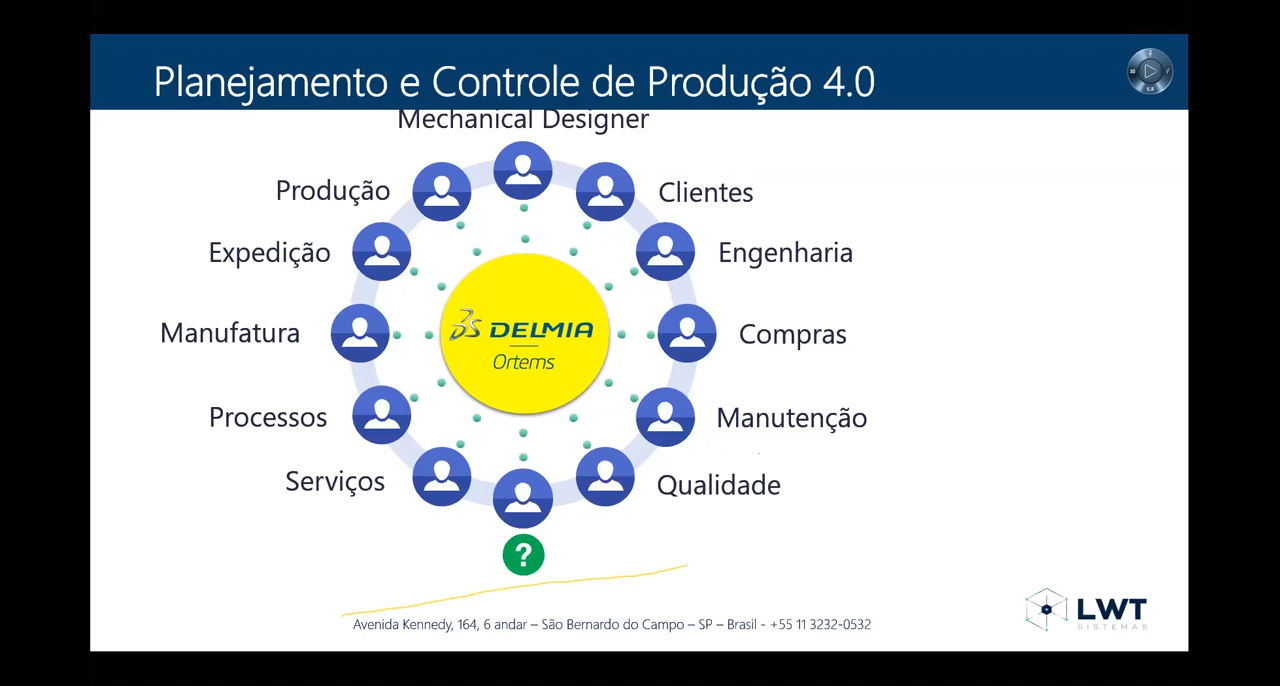 Planejamento e Controle de Produção 4.0
Mechanical Designer
Produção
Clientes
Expedição
Engenharia
Manufatura
DELMIA
Ortems
Compras
Processos
Manutenção
Serviços
Qualidade
?
LWT
SISTEMAS
Avenida Kennedy, 164, 6 andar – São Bernardo do Campo – SP – Brasil - +55 11 3232-0532